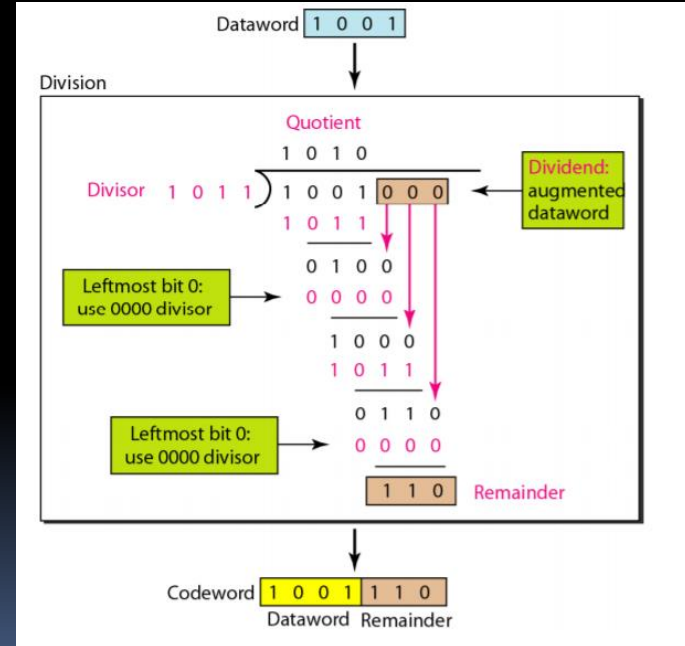 Dataword 1 0 0 1
Division
Quotient
1 0 1 0
Divisor 1 0 1 1 1 0 0 1 0 0 0
Dividend:
augmented
dataword
1 0 1 1
0 1 0 0
Leftmost bit 0:
use 0000 divisor
0 0 0 0
1 0 0 0
1 0 1 1
0 1 1 0
Leftmost bit 0:
use 0000 divisor
0 0 0 0
1 1 0 Remainder
Codeword 1 0 0 1 1 1 0
Dataword Remainder